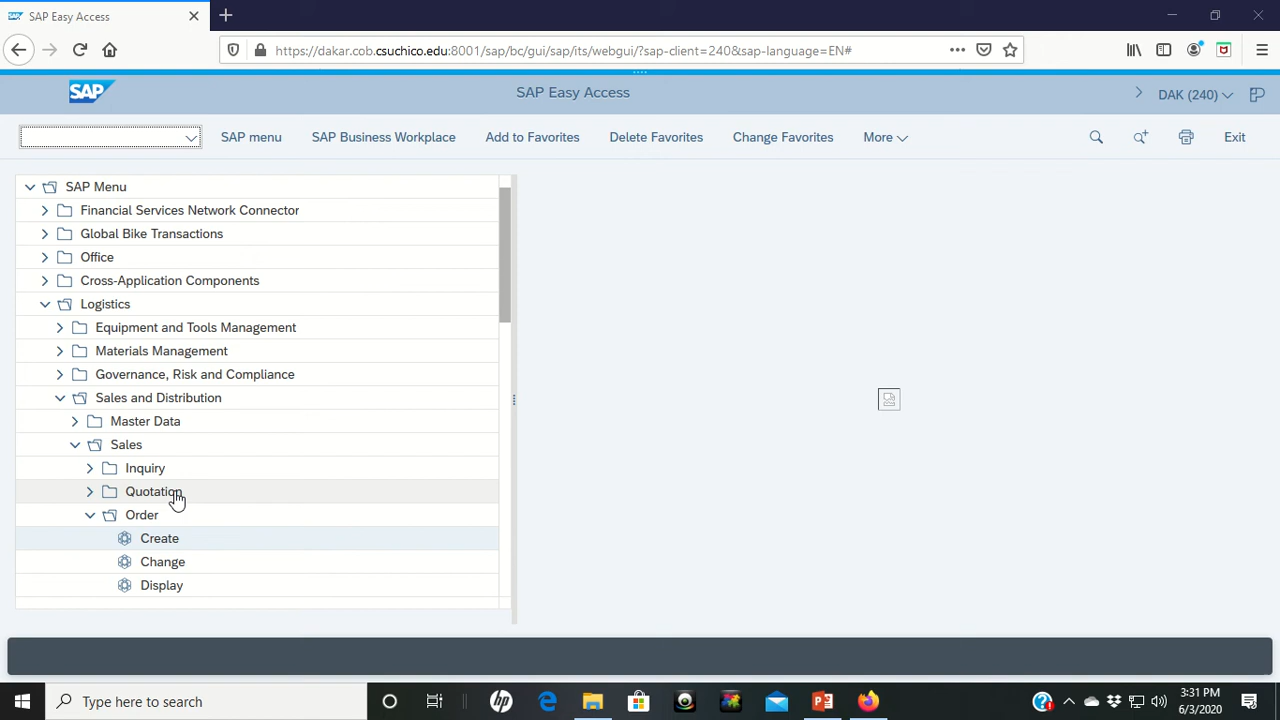 SAP Easy Access
https://dakar.cob.csuchico.edu:8001/sap/bc/gui/sap/its/webgui/?sap-client=240&sap-language=EN#
SAP
SAP Easy Access
DAK (240)
SAP menu
SAP Business Workplace
Add to Favorites
Delete Favorites
Change Favorites
More
Exit
SAP Menu
Financial Services Network Connector
Global Bike Transactions
Office
Cross-Application Components
Logistics
Equipment and Tools Management
Materials Management
Governance, Risk and Compliance
Sales and Distribution
Master Data
Sales
Inquiry
Quotation
Order
Create
Change
Display
Type here to search
3:31 PM
6/3/2020